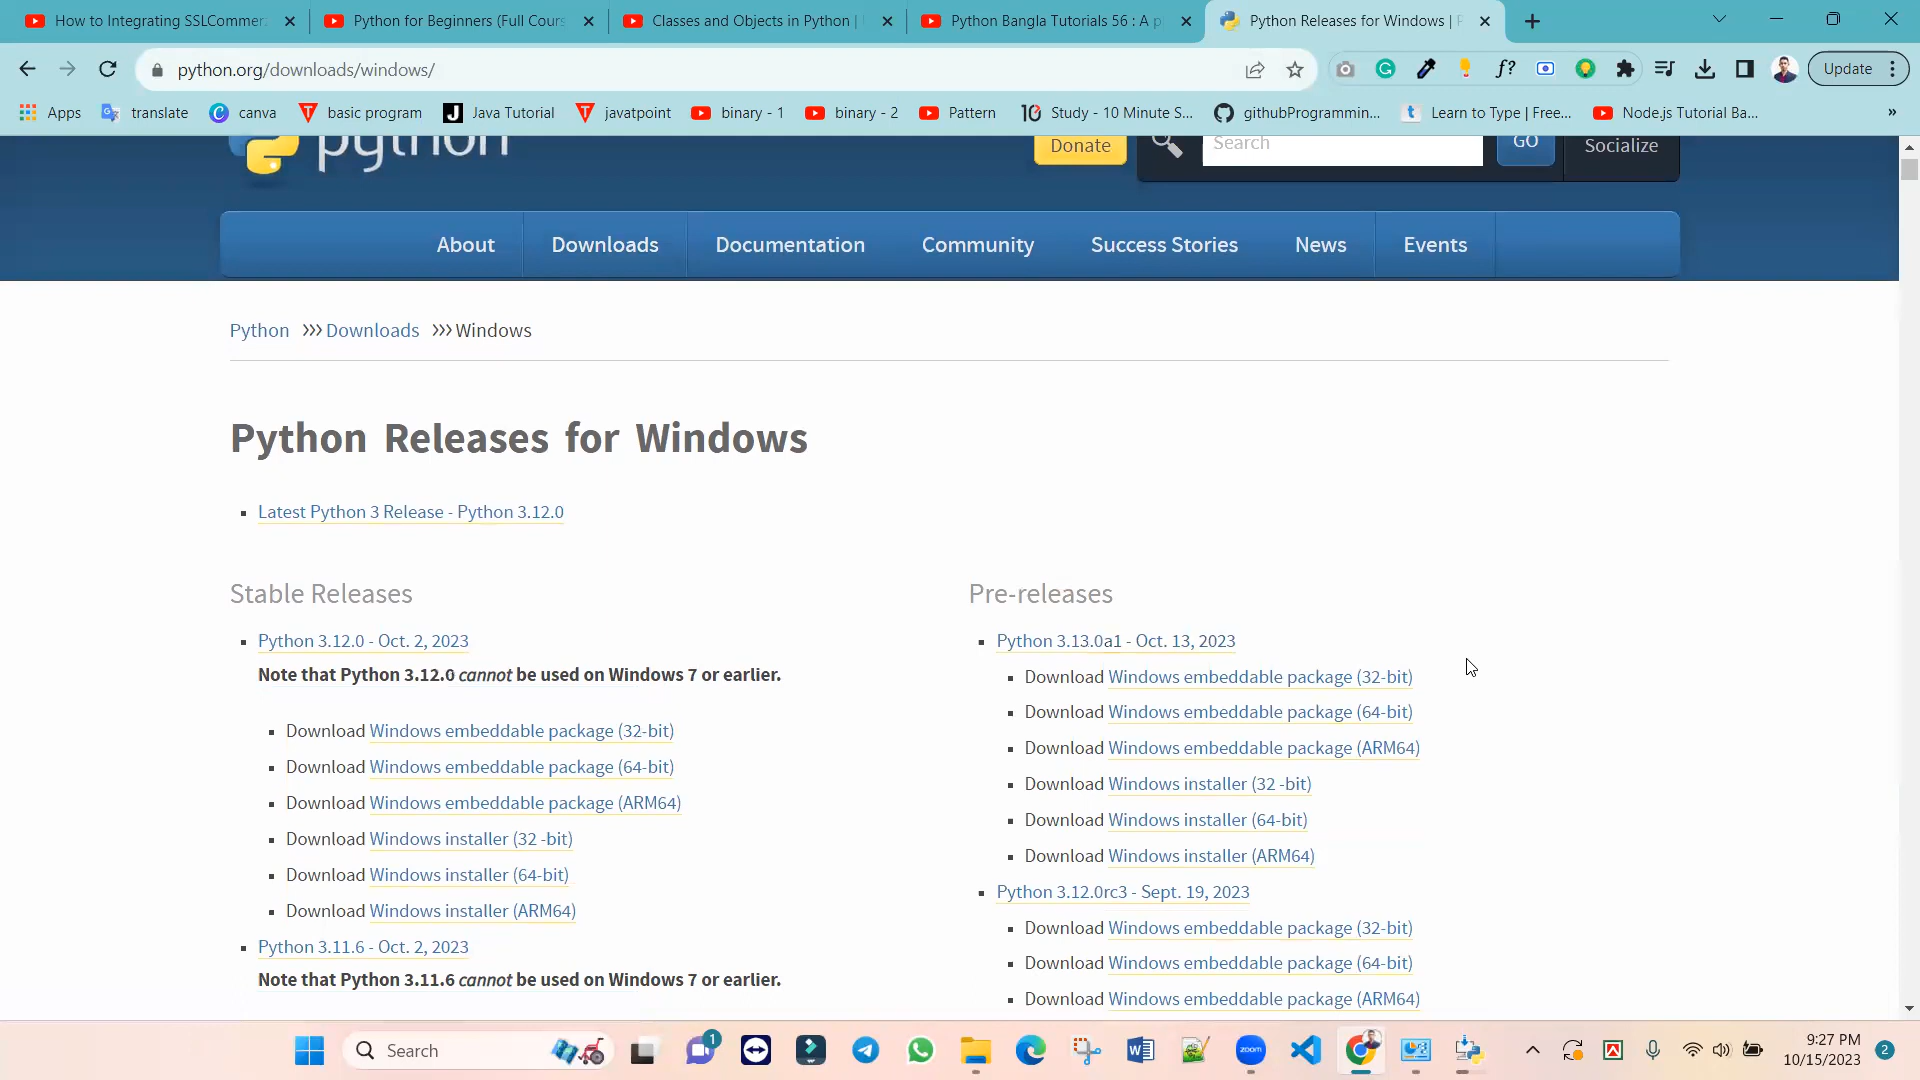 How to Integrating SSLCommer
Python for Beginners (Full Cours
Classes and Objects in Python |
Python Bangla Tutorials 56 : A p
Python Releases for Windows | P
python.org/downloads/windows/
Update
Apps
translate
canva
basic program
Java Tutorial
javatpoint
binary - 1
binary - 2
Pattern
Study - 10 Minute S...
githubProgrammin...
Learn to Type | Free...
Node.js Tutorial Ba...
»
python
Donate
Search
GO
Socialize
About
Downloads
Documentation
Community
Success Stories
News
Events
Python >>> Downloads >>> Windows
Python Releases for Windows
Latest Python 3 Release - Python 3.12.0
Stable Releases
Python 3.12.0 - Oct. 2, 2023
Note that Python 3.12.0 cannot be used on Windows 7 or earlier.
Download Windows embeddable package (32-bit)
Download Windows embeddable package (64-bit)
Download Windows embeddable package (ARM64)
Download Windows installer (32 -bit)
Download Windows installer (64-bit)
Download Windows installer (ARM64)
Python 3.11.6 - Oct. 2, 2023
Note that Python 3.11.6 cannot be used on Windows 7 or earlier.
Pre-releases
Python 3.13.0a1 - Oct. 13, 2023
Download Windows embeddable package (32-bit)
Download Windows embeddable package (64-bit)
Download Windows embeddable package (ARM64)
Download Windows installer (32 -bit)
Download Windows installer (64-bit)
Download Windows installer (ARM64)
Python 3.12.0rc3 - Sept. 19, 2023
Download Windows embeddable package (32-bit)
Download Windows embeddable package (64-bit)
Download Windows embeddable package (ARM64)
Search
1
zoom
9:27 PM
10/15/2023
2